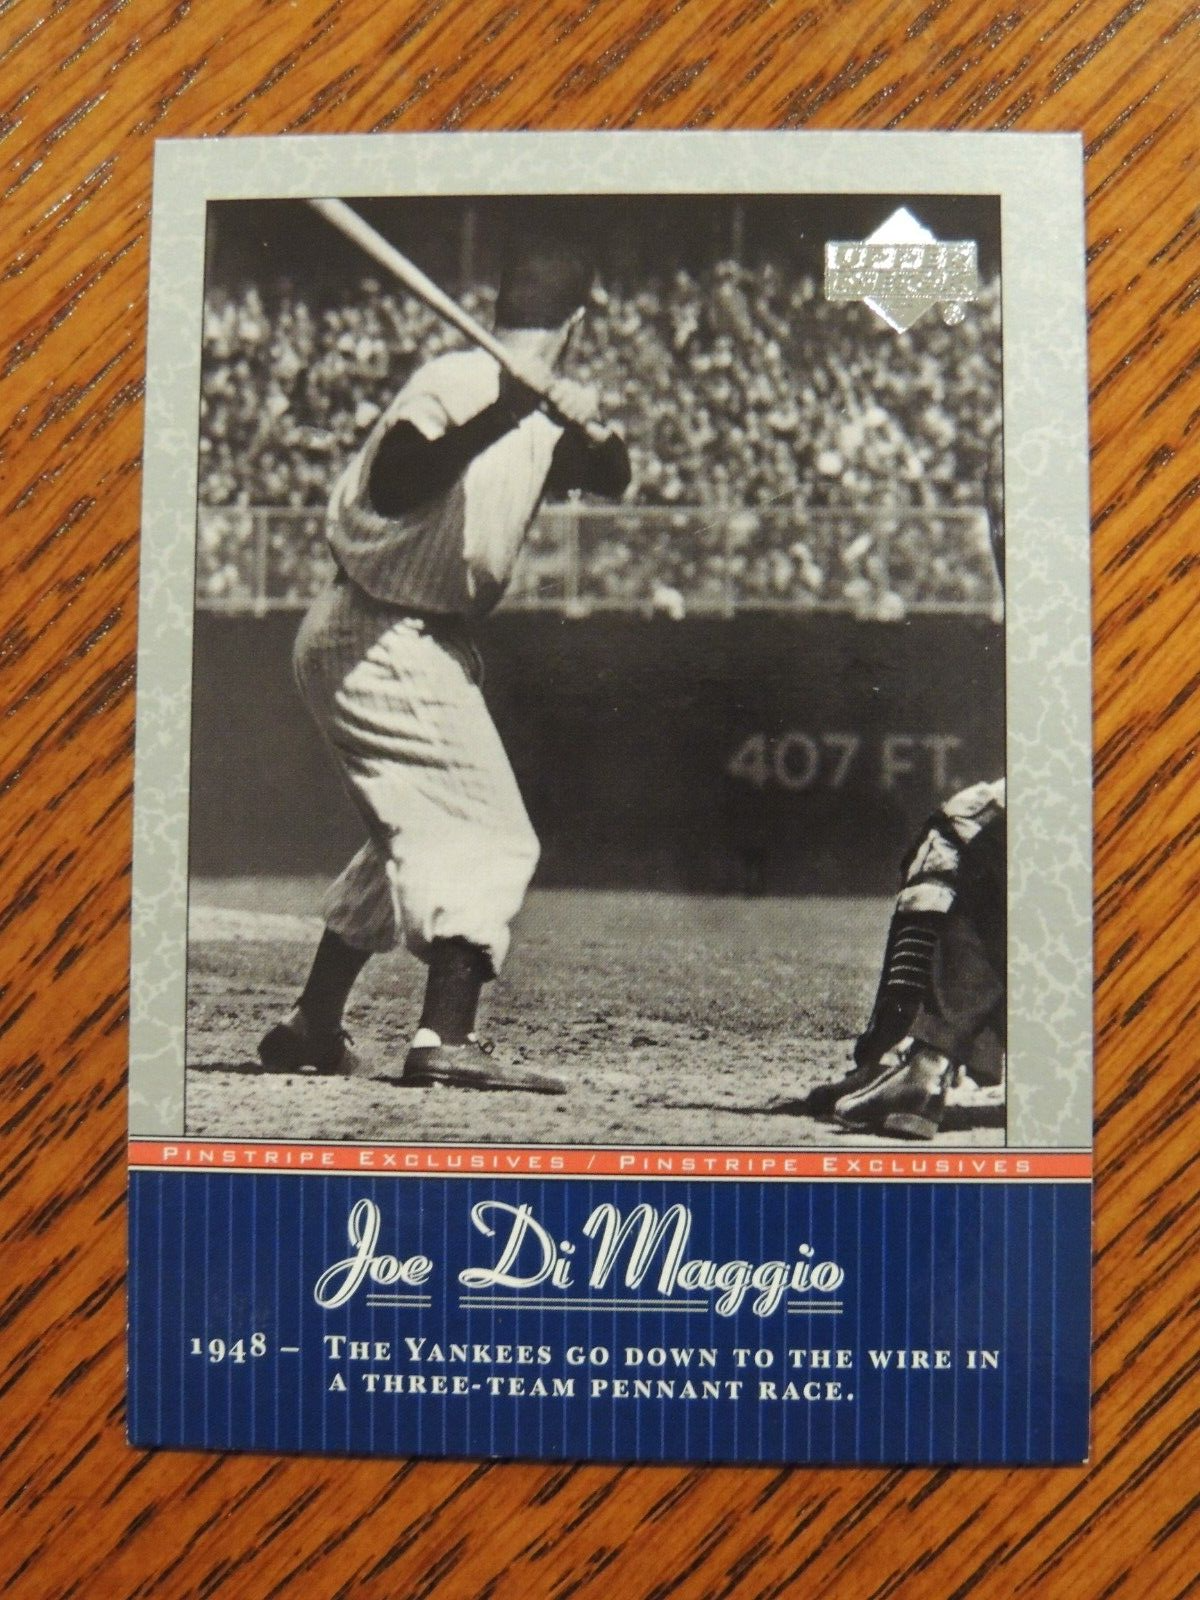 UPPER
DECK
®
407 FT.
PINSTRIPE EXCLUSIVES / PINSTRIPE EXCLUSIVES
Joe DiMaggio
1948 – THE YANKEES GO DOWN TO THE WIRE IN
A THREE-TEAM PENNANT RACE.